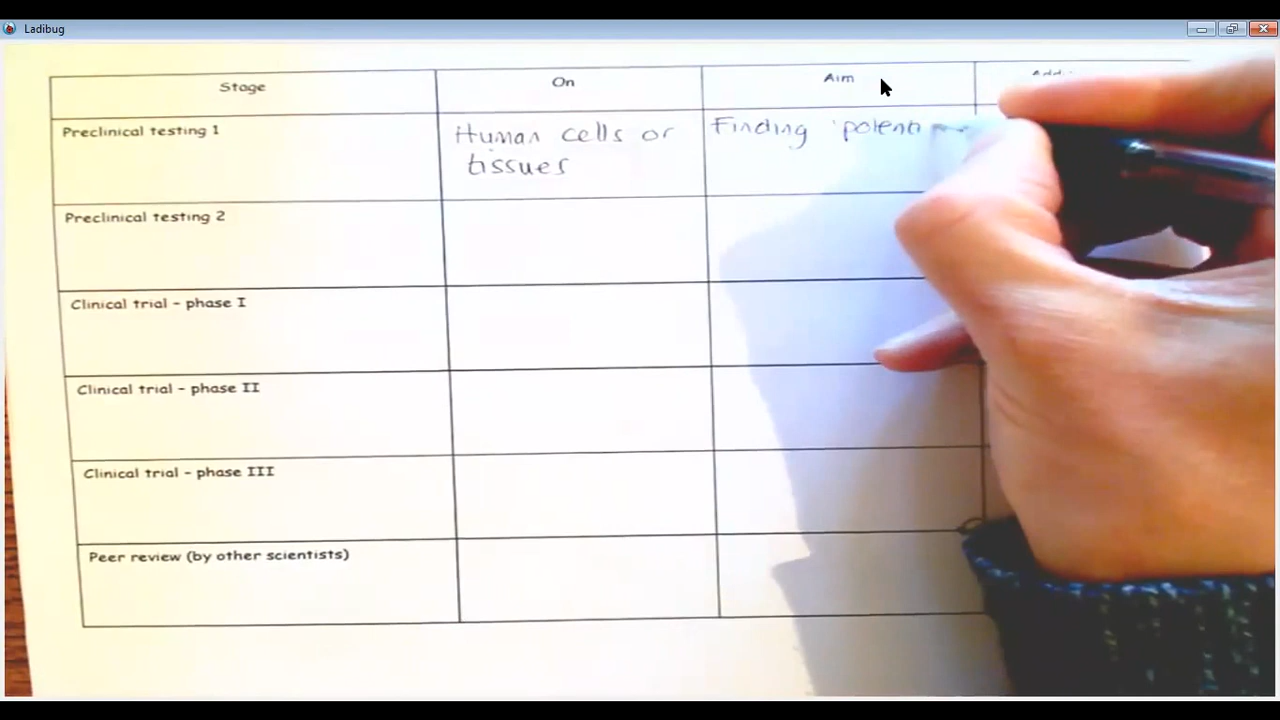 Ladibug
Stage On Aim
Preclinical testing 1 Human cells or Finding
tissues
Preclinical testing 2
Clinical trial - phase I
Clinical trial - phase II
Clinical trial - phase III
Peer review (by other scientists)